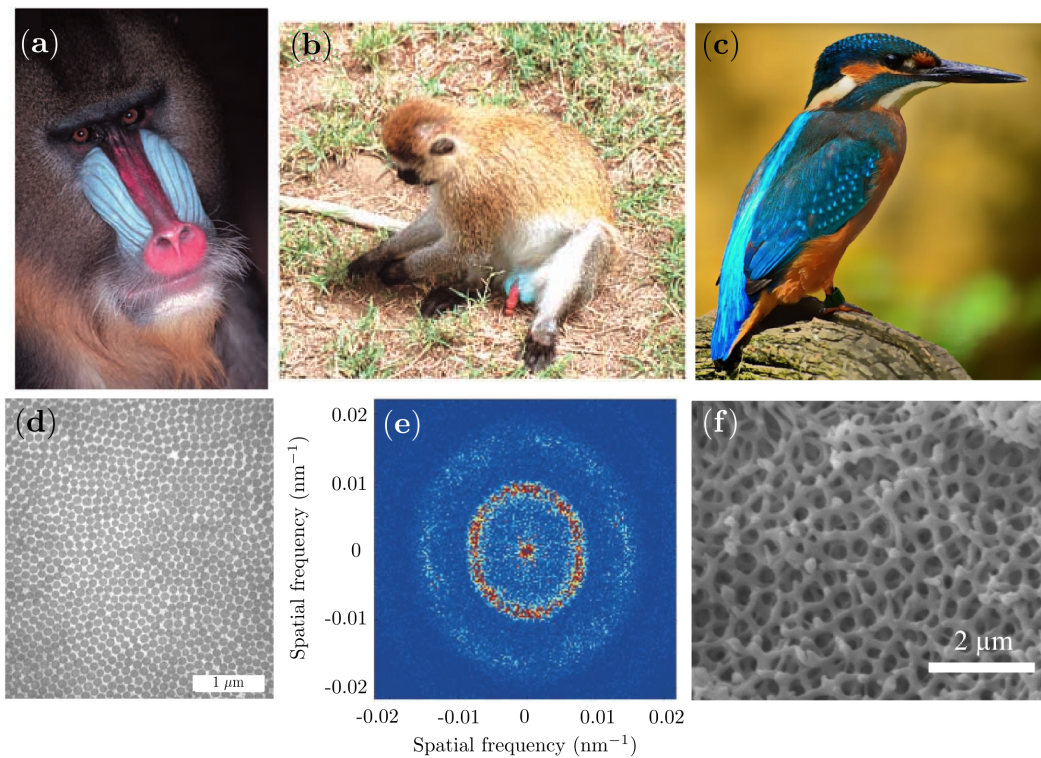 (a)
(b)
(c)
(d)
1 μm
(e)
0.02
0.01
0
-0.01
-0.02
Spatial frequency (nm⁻¹)
-0.02 -0.01 0 0.01 0.02
Spatial frequency (nm⁻¹)
(f)
2 μm